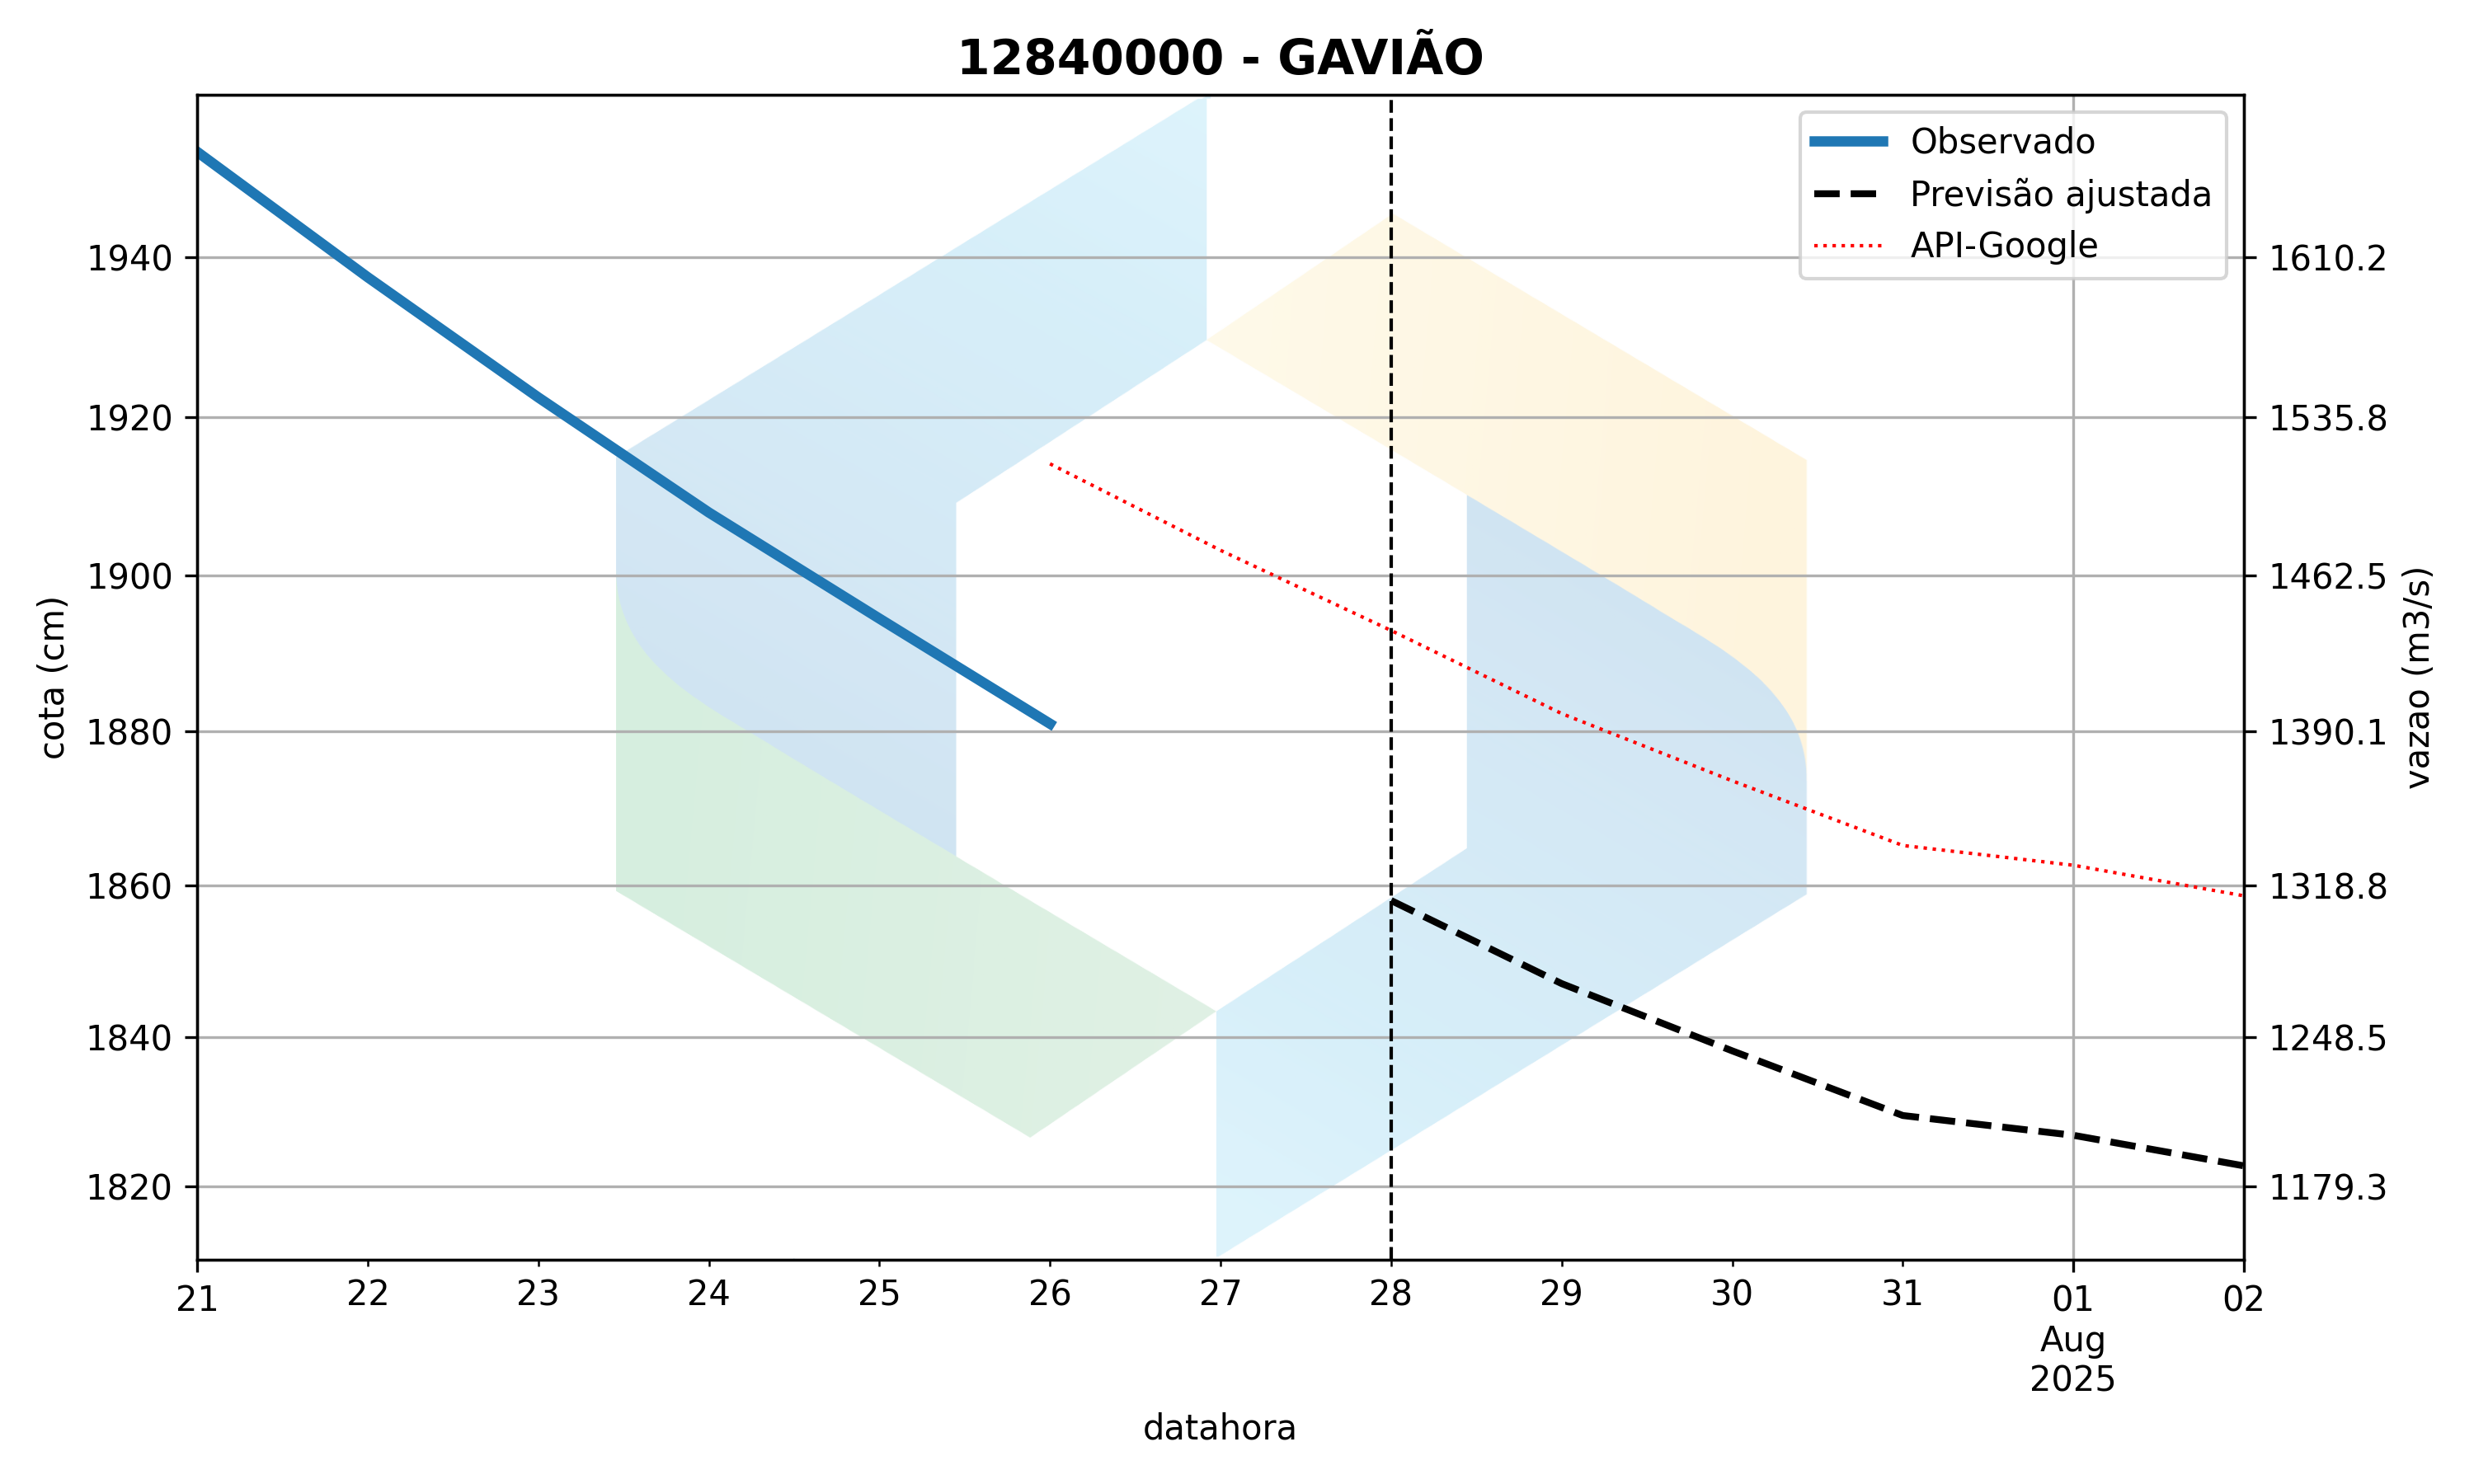 12840000 - GAVIÃO
Observado
Previsão ajustada
API-Google
1940
1920
1900
1880
1860
1840
1820
cota (cm)
1610.2
1535.8
1462.5
1390.1
1318.8
1248.5
1179.3
vazao (m3/s)
21 22 23 24 25 26 27 28 29 30 31 01 02
Aug
2025
datahora